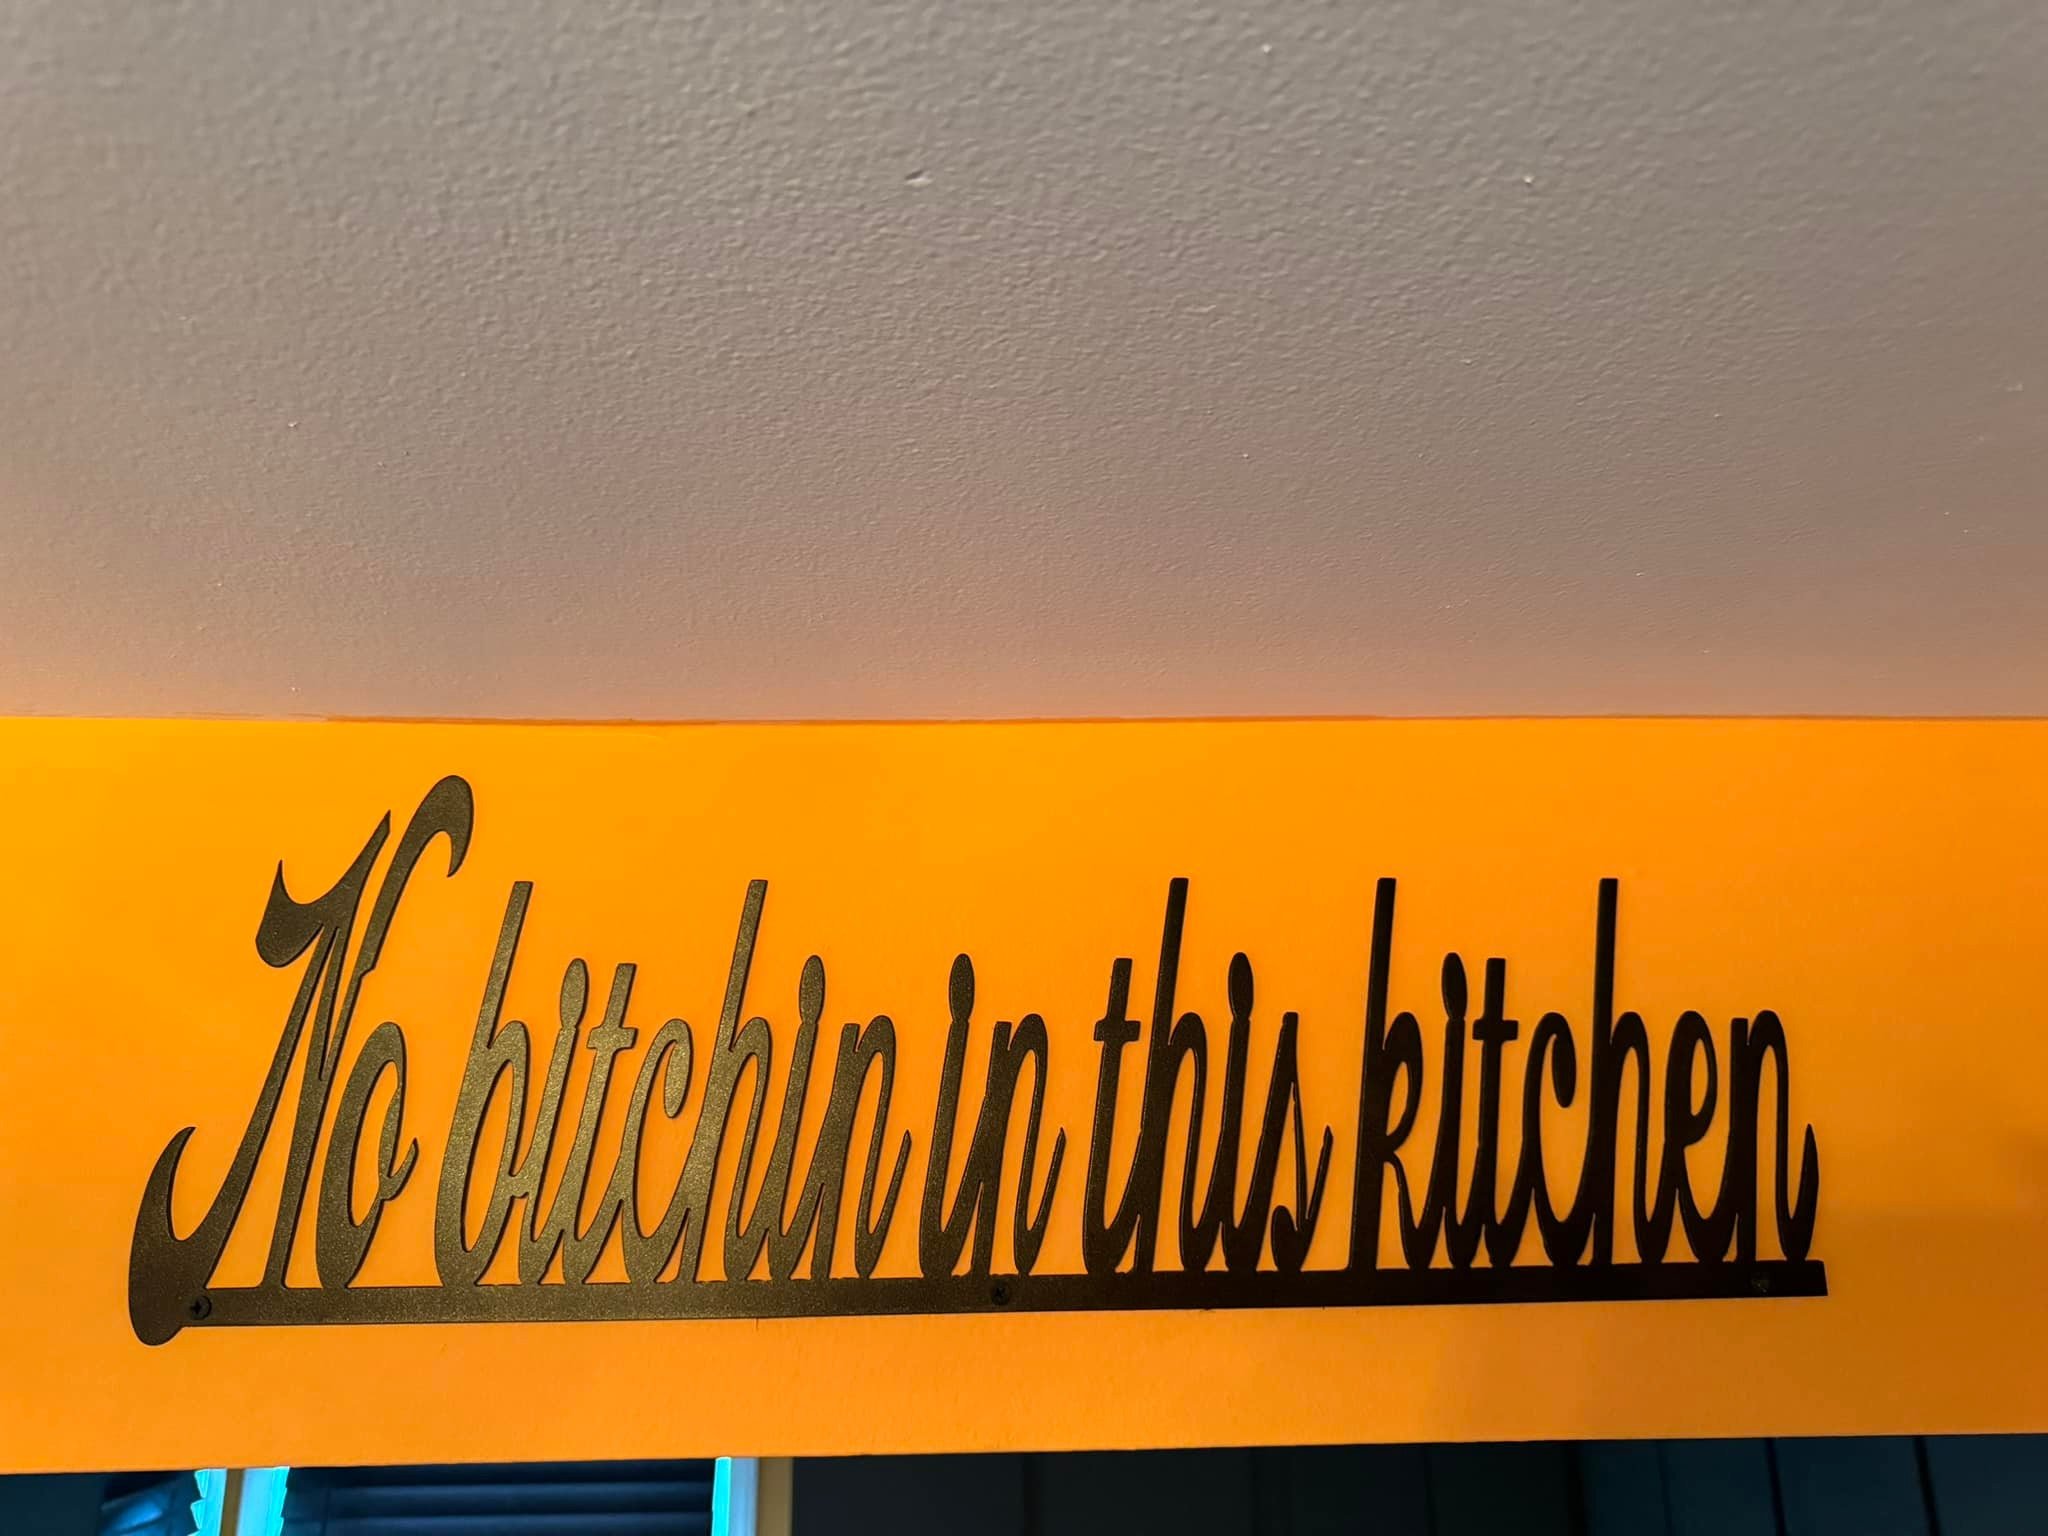 No bitchin in this kitchen